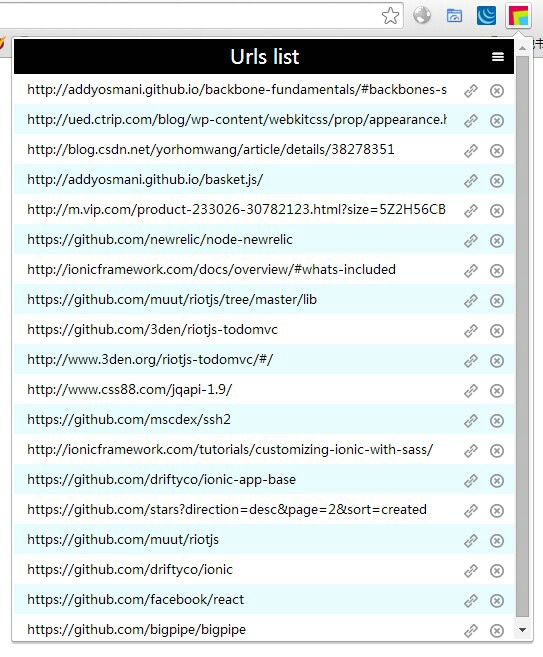 Urls list
http://addyosmani.github.io/backbone-fundamentals/#backbones-s
http://ued.ctrip.com/blog/wp-content/webkitcss/prop/appearance.h
http://blog.csdn.net/yorhomwang/article/details/38278351
http://addyosmani.github.io/basket.js/
http://m.vip.com/product-233026-30782123.html?size=5Z2H56CB
https://github.com/newrelic/node-newrelic
http://ionicframework.com/docs/overview/#whats-included
https://github.com/muut/riotjs/tree/master/lib
https://github.com/3den/riotjs-todomvc
http://www.3den.org/riotjs-todomvc/#/
http://www.css88.com/jqapi-1.9/
https://github.com/mscdex/ssh2
http://ionicframework.com/tutorials/customizing-ionic-with-sass/
https://github.com/driftyco/ionic-app-base
https://github.com/stars?direction=desc&page=2&sort=created
https://github.com/muut/riotjs
https://github.com/driftyco/ionic
https://github.com/facebook/react
https://github.com/bigpipe/bigpipe